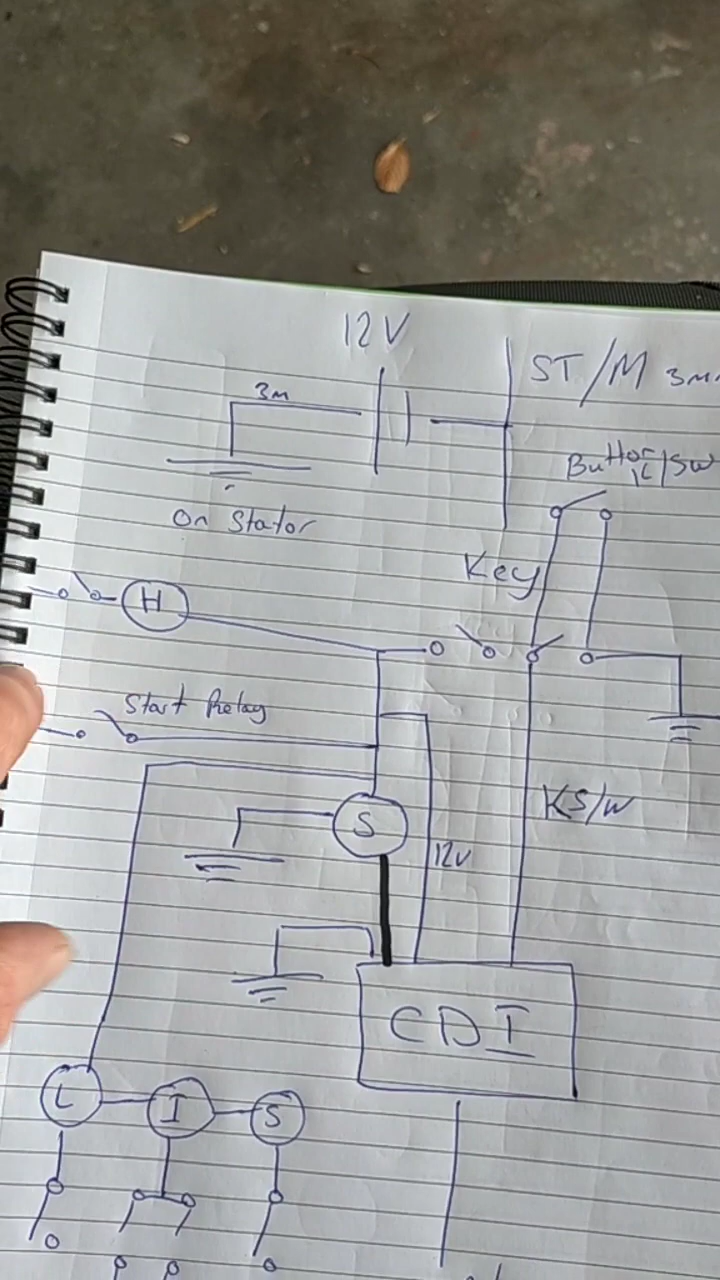 12V
ST/M 3m
3m
Button
K/SW
On Stator
Key
H
Start Relay
KS/W
S
12v
CDI
L
I
S